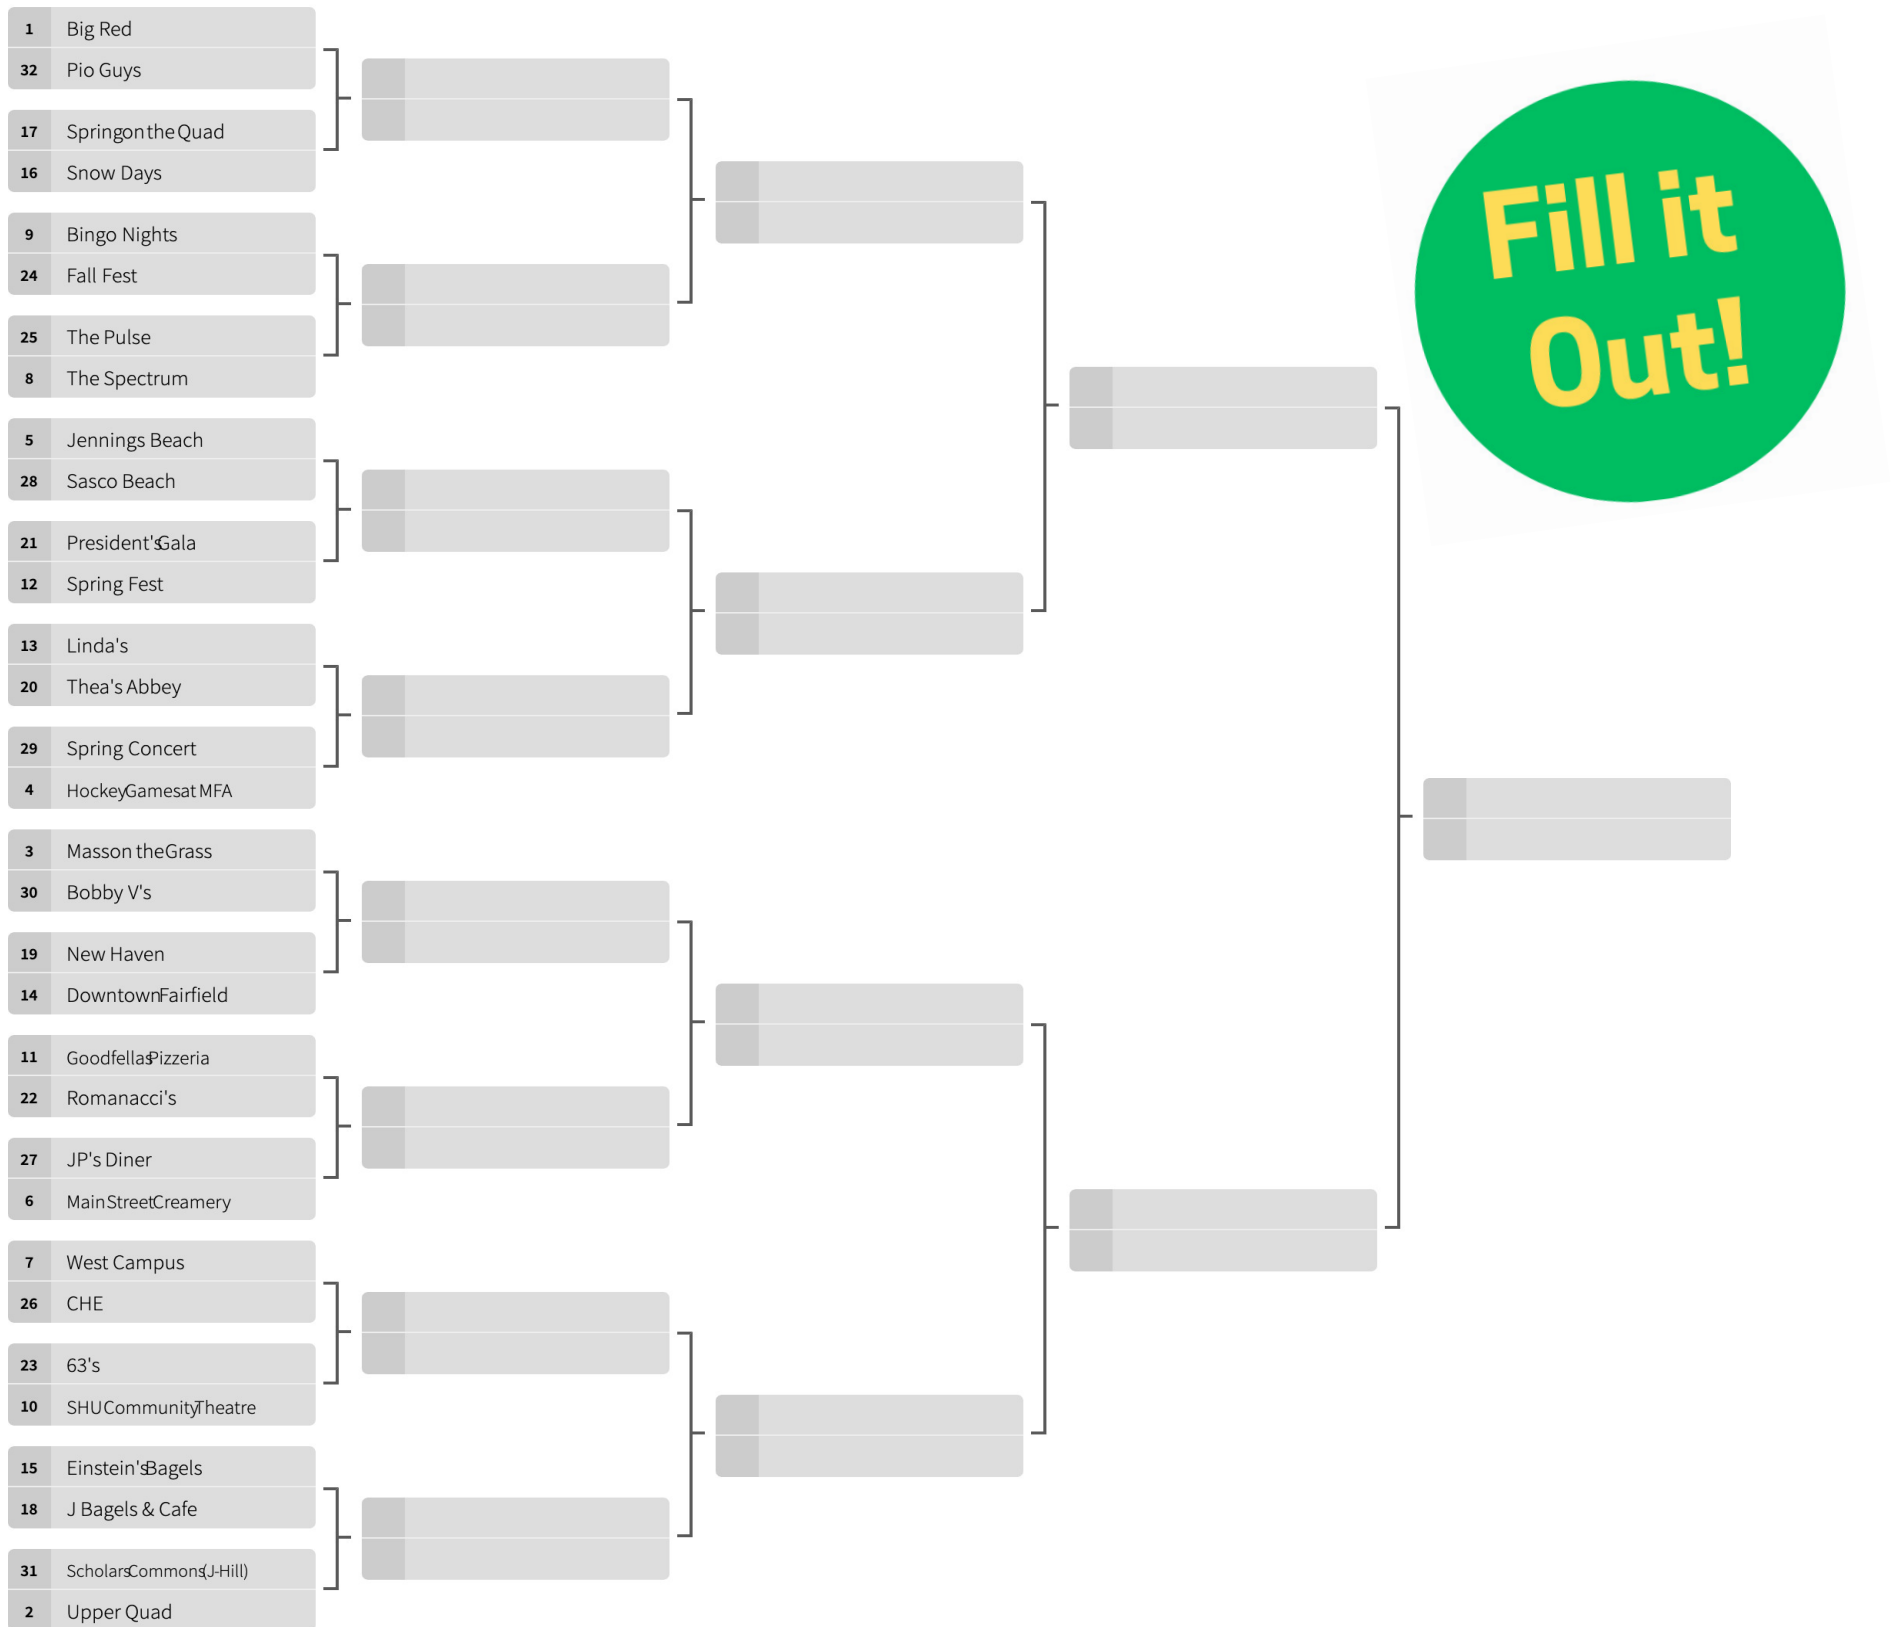 1 Big Red
32 Pio Guys
17 Spring on the Quad
16 Snow Days
9 Bingo Nights
24 Fall Fest
25 The Pulse
8 The Spectrum
5 Jennings Beach
28 Sasco Beach
21 President's Gala
12 Spring Fest
13 Linda's
20 Thea's Abbey
29 Spring Concert
4 Hockey Games at MFA
3 Mass on the Grass
30 Bobby V's
19 New Haven
14 Downtown Fairfield
11 Goodfellas Pizzeria
22 Romanacci's
27 JP's Diner
6 Main Street Creamery
7 West Campus
26 CHE
23 63's
10 SHU Community Theatre
15 Einstein's Bagels
18 J Bagels & Cafe
31 Scholars Commons (J-Hill)
2 Upper Quad
Fill it
Out!